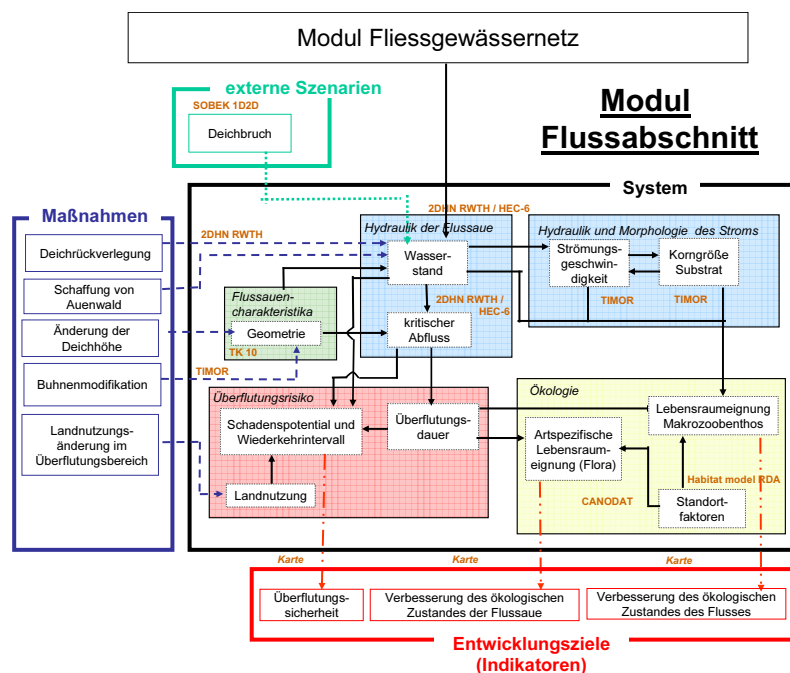 Modul Fliessgewässernetz
externe Szenarien
SOBEK 1D2D
Deichbruch
Modul
Flussabschnitt
System
Maßnahmen
2DHN RWTH
Deichrückverlegung
Schaffung von
Auenwald
Änderung der
Deichhöhe
Buhnenmodifikation
TIMOR
Landnutzungs-
änderung im
Überflutungsbereich
2DHN RWTH / HEC-6
Hydraulik der Flussaue
Wasser-
stand
2DHN RWTH /
HEC-6
kritischer
Abfluss
Hydraulik und Morphologie des Stroms
Strömungs-
geschwin-
digkeit
Korngröße
Substrat
TIMOR
TIMOR
Flussauen-
charakteristika
Geometrie
TK 10
Überflutungsrisiko
Schadenspotential und
Wiederkehrintervall
Überflutungs-
dauer
Landnutzung
Ökologie
Lebensraumeignung
Makrozoobenthos
Artspezifische
Lebensraum-
eignung (Flora)
Habitat model RDA
CANODAT
Standort-
faktoren
Karte
Karte
Karte
Überflutungs-
sicherheit
Verbesserung des ökologischen
Zustandes der Flussaue
Verbesserung des ökologischen
Zustandes des Flusses
Entwicklungsziele
(Indikatoren)